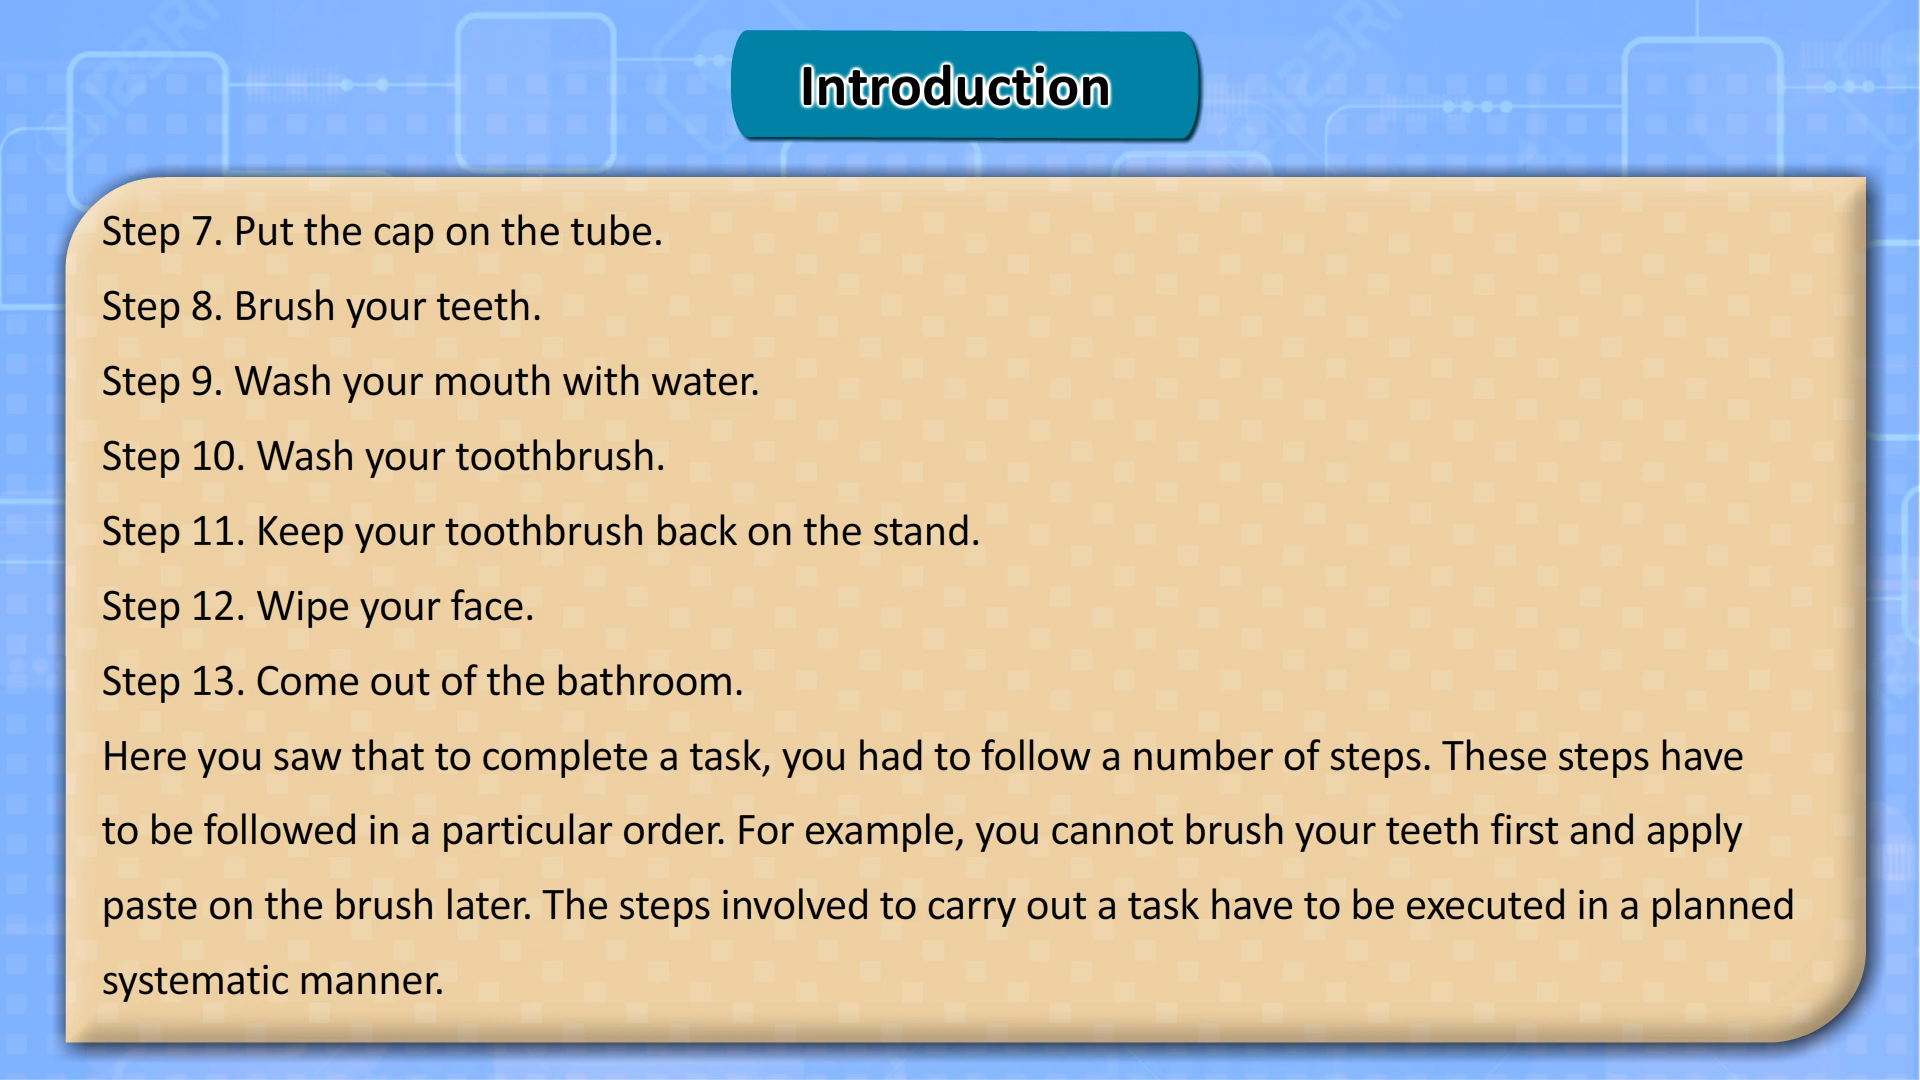 Introduction
Step 7. Put the cap on the tube.
Step 8. Brush your teeth.
Step 9. Wash your mouth with water.
Step 10. Wash your toothbrush.
Step 11. Keep your toothbrush back on the stand.
Step 12. Wipe your face.
Step 13. Come out of the bathroom.
Here you saw that to complete a task, you had to follow a number of steps. These steps have
to be followed in a particular order. For example, you cannot brush your teeth first and apply
paste on the brush later. The steps involved to carry out a task have to be executed in a planned
systematic manner.